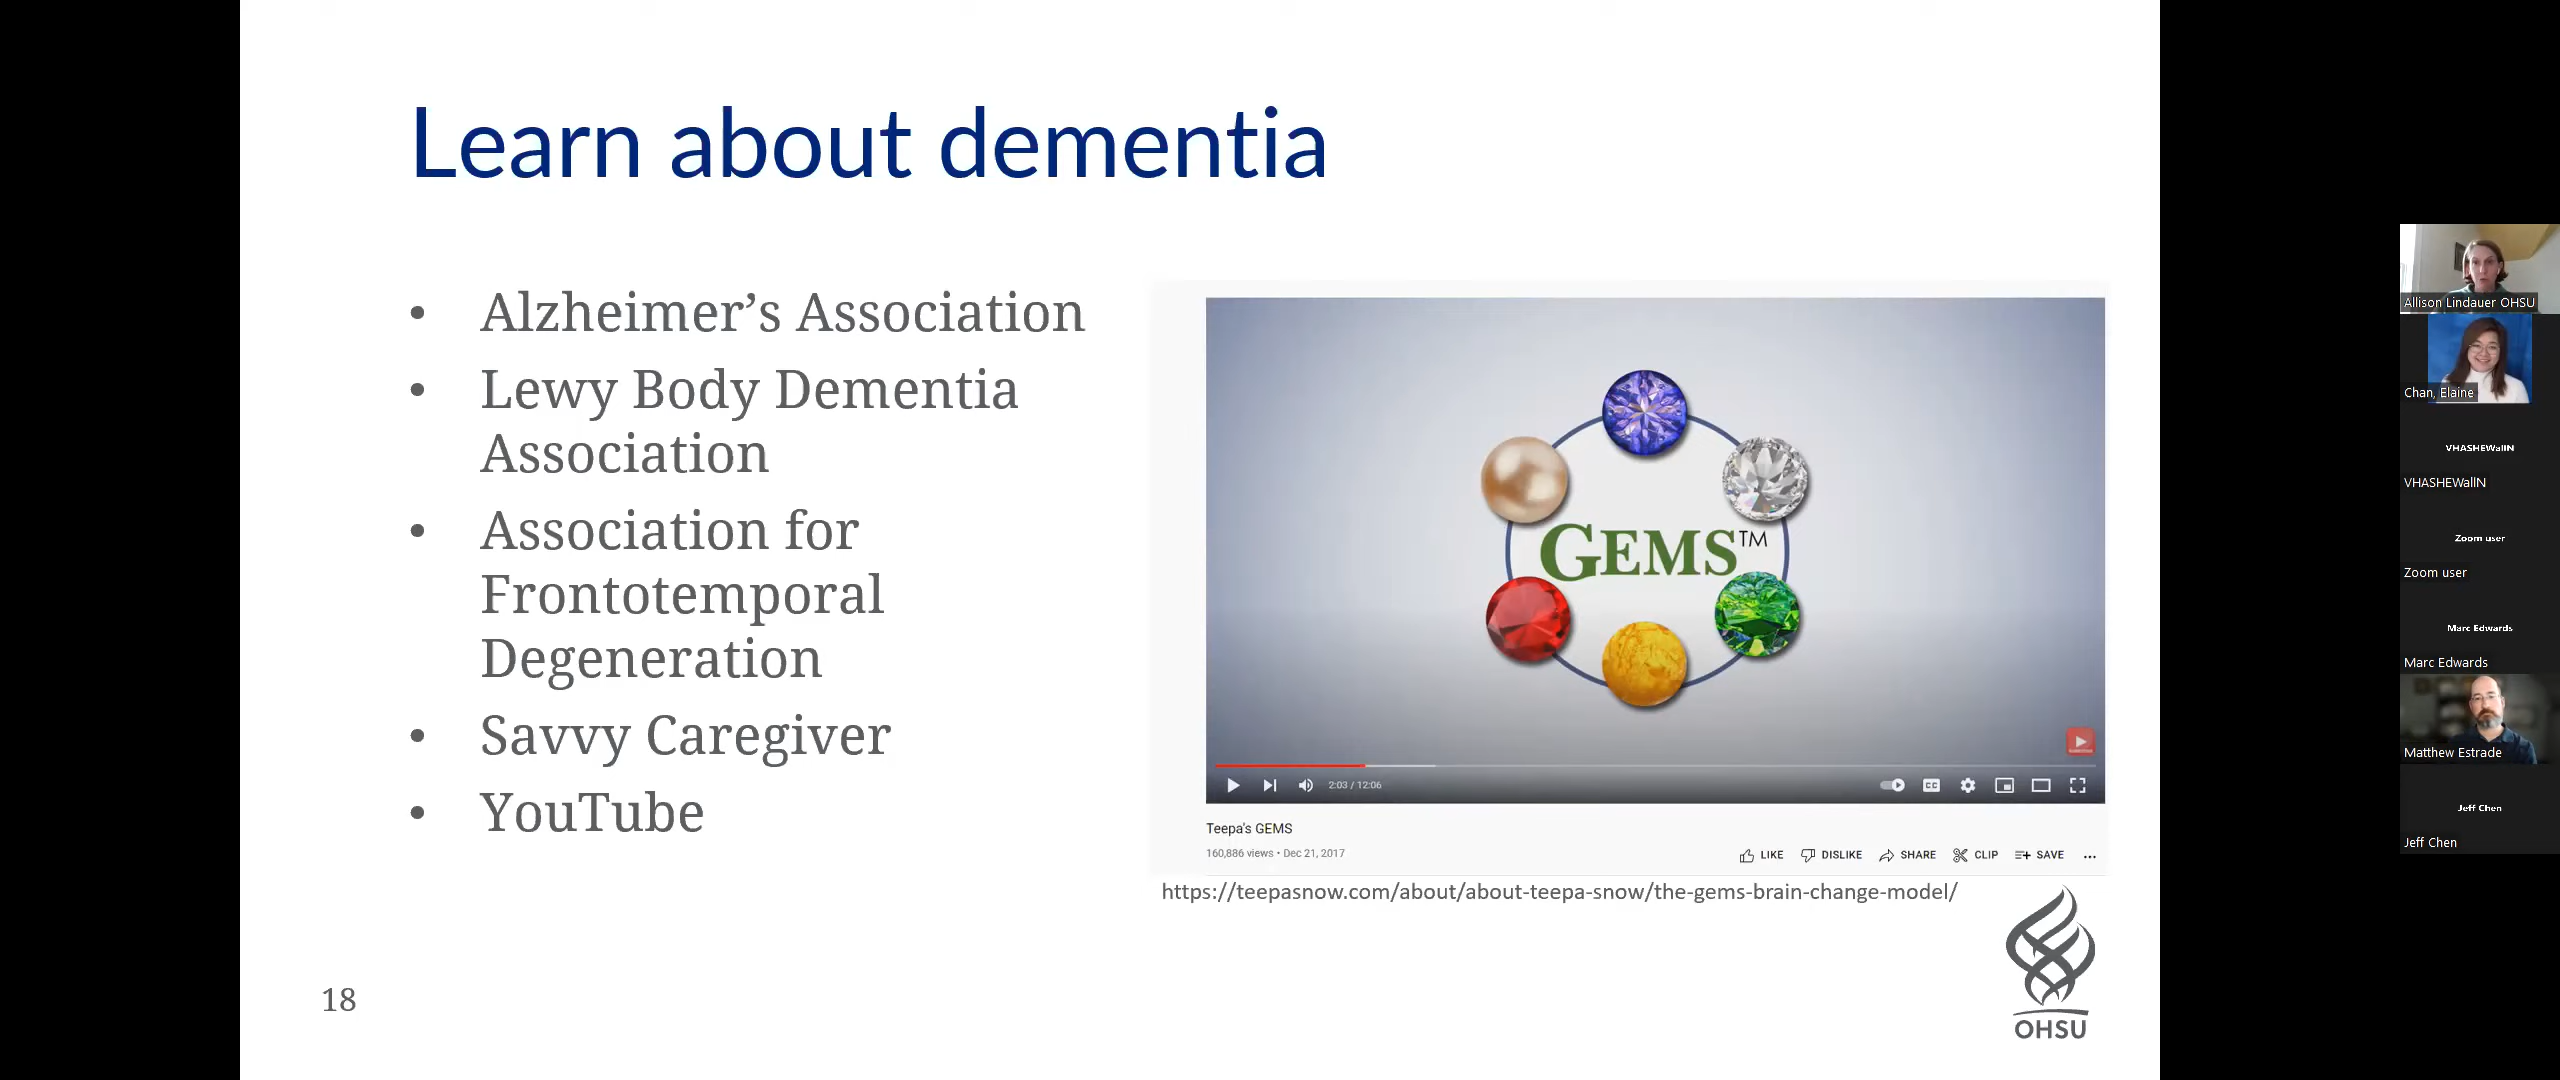 Learn about dementia
• Alzheimer’s Association
• Lewy Body Dementia
Association
• Association for
Frontotemporal
Degeneration
• Savvy Caregiver
• YouTube
GEMS™
2:03 / 12:06
CC
Teepa's GEMS
160,886 views • Dec 21, 2017
LIKE DISLIKE SHARE CLIP SAVE ...
https://teepasnow.com/about/about-teepa-snow/the-gems-brain-change-model/
18
OHSU
Allison Lindauer OHSU
Chan, Elaine
VHASHEWallN
VHASHEWallN
Zoom user
Zoom user
Marc Edwards
Marc Edwards
Matthew Estrade
Jeff Chen
Jeff Chen